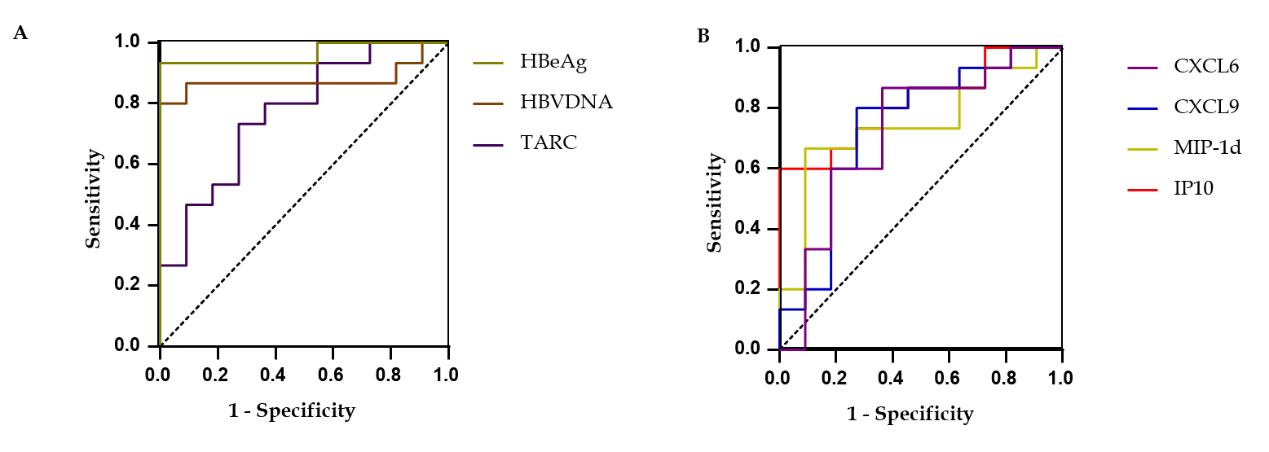 A
Sensitivity
1.0
0.8
0.6
0.4
0.2
0.0
0.0 0.2 0.4 0.6 0.8 1.0
1 - Specificity
HBeAg
HBVDNA
TARC
B
Sensitivity
1.0
0.8
0.6
0.4
0.2
0.0
0.0 0.2 0.4 0.6 0.8 1.0
1 - Specificity
CXCL6
CXCL9
MIP-1d
IP10